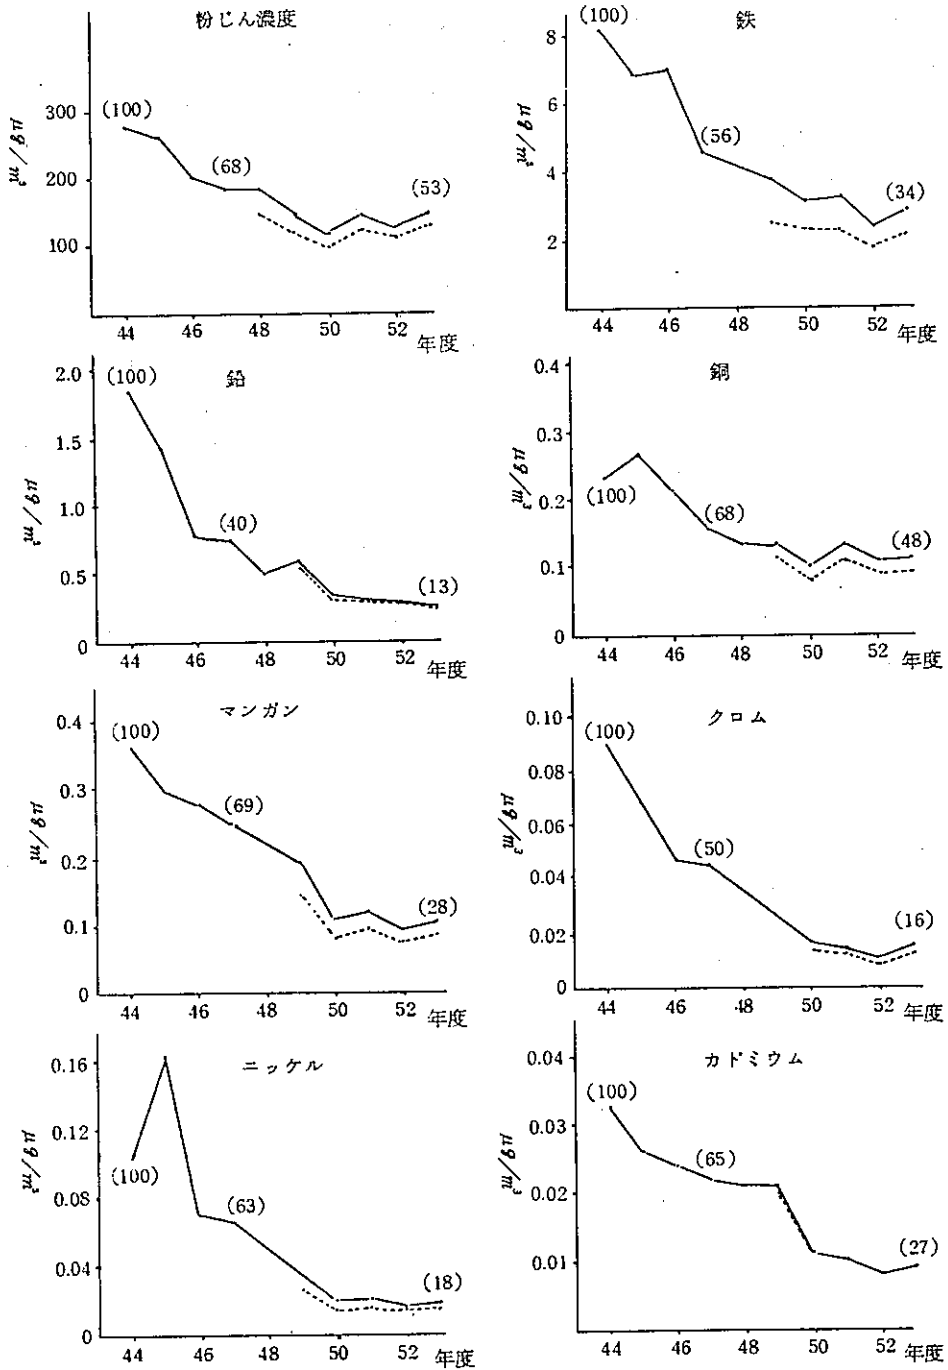 粉じん濃度
μg/m³
300
200
100
(100)
(68)
(53)
44 46 48 50 52 年度
鉄
μg/m³
8
6
4
2
(100)
(56)
(34)
44 46 48 50 52 年度
鉛
μg/m³
2.0
1.5
1.0
0.5
0
(100)
(40)
(13)
44 46 48 50 52 年度
銅
μg/m³
0.4
0.3
0.2
0.1
0
(100)
(68)
(48)
44 46 48 50 52 年度
マンガン
μg/m³
0.4
0.3
0.2
0.1
0
(100)
(69)
(28)
44 46 48 50 52 年度
クロム
μg/m³
0.10
0.08
0.06
0.04
0.02
0
(100)
(50)
(16)
44 46 48 50 52 年度
ニッケル
μg/m³
0.16
0.12
0.08
0.04
0
(100)
(63)
(18)
44 46 48 50 52 年度
カドミウム
μg/m³
0.04
0.03
0.02
0.01
(100)
(65)
(27)
44 46 48 50 52 年度